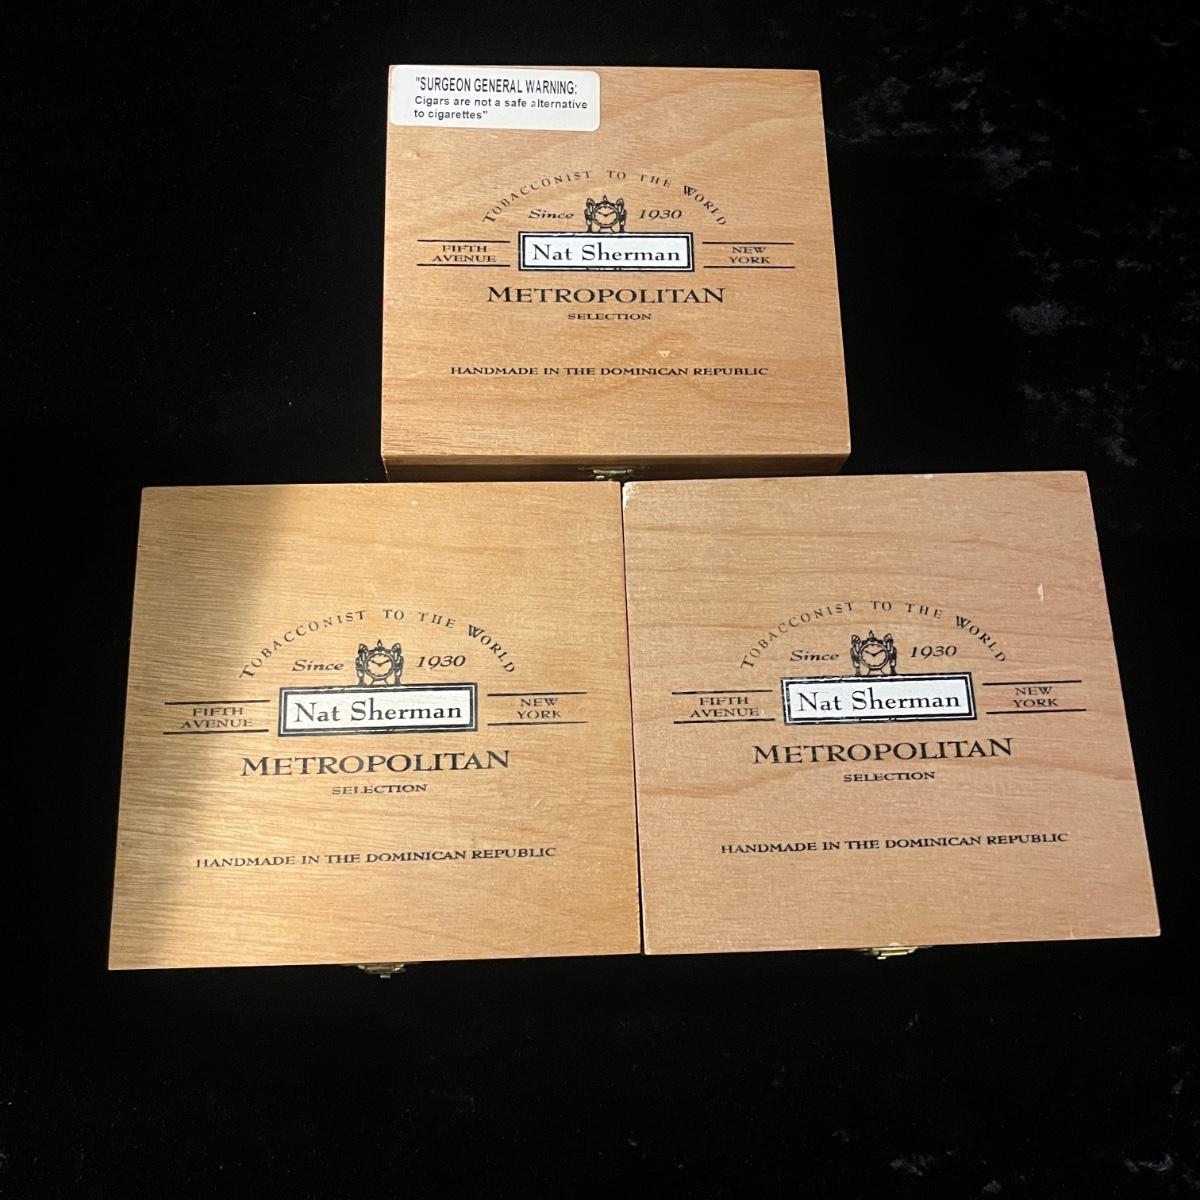 "SURGEON GENERAL WARNING:
Cigars are not a safe alternative
to cigarettes"
TOBACCONIST TO THE WORLD
Since 1930
FIFTH AVENUE
Nat Sherman
NEW YORK
METROPOLITAN
SELECTION
HANDMADE IN THE DOMINICAN REPUBLIC
TOBACCONIST TO THE WORLD
Since 1930
FIFTH AVENUE
Nat Sherman
NEW YORK
METROPOLITAN
SELECTION
HANDMADE IN THE DOMINICAN REPUBLIC
TOBACCONIST TO THE WORLD
Since 1930
FIFTH AVENUE
Nat Sherman
NEW YORK
METROPOLITAN
SELECTION
HANDMADE IN THE DOMINICAN REPUBLIC